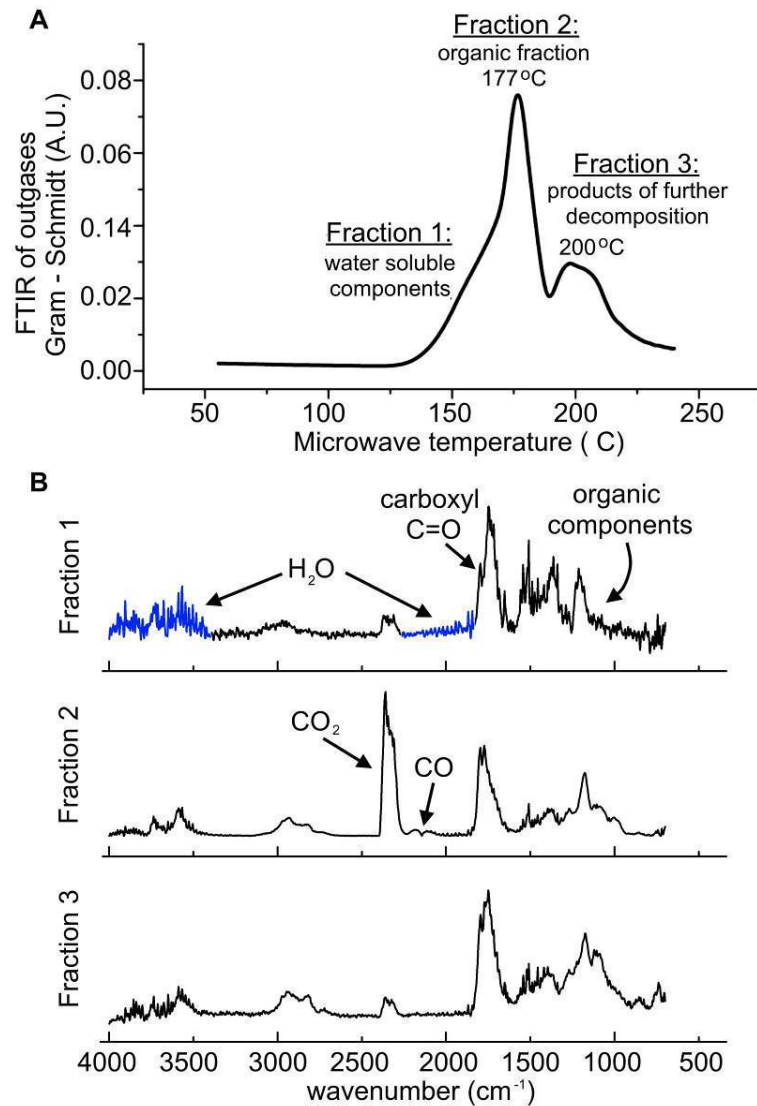 A
Fraction 2:
organic fraction
177°C
Fraction 3:
products of further
decomposition
200°C
Fraction 1:
water soluble
components
FTIR of outgases
Gram - Schmidt (A.U.)
0.08
0.06
0.14
0.02
0.00
50 100 150 200 250
Microwave temperature ( C)
B
Fraction 1
H₂O
carboxyl
C=O
organic
components
Fraction 2
CO₂
CO
Fraction 3
4000 3500 3000 2500 2000 1500 1000 500
wavenumber (cm⁻¹)